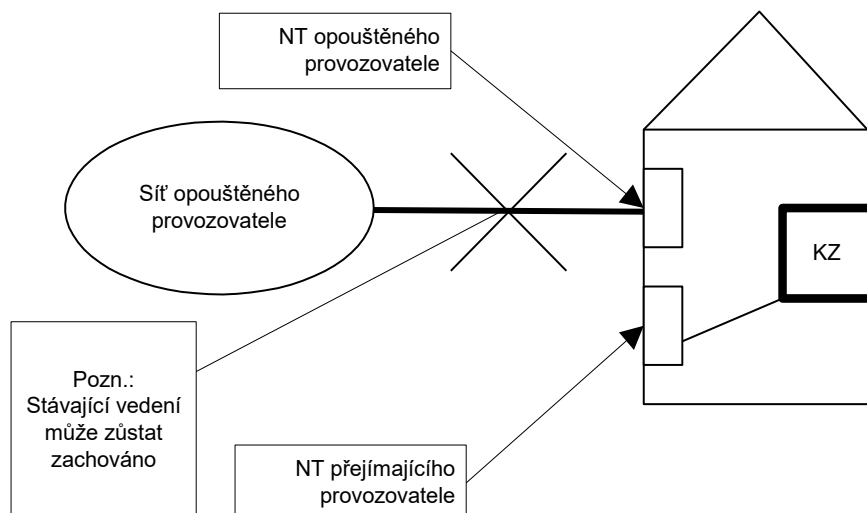 NT opouštěného
provozovatele
Síť opouštěného
provozovatele
KZ
Pozn.:
Stávající vedení
může zůstat
zachováno
NT přejímajícího
provozovatele